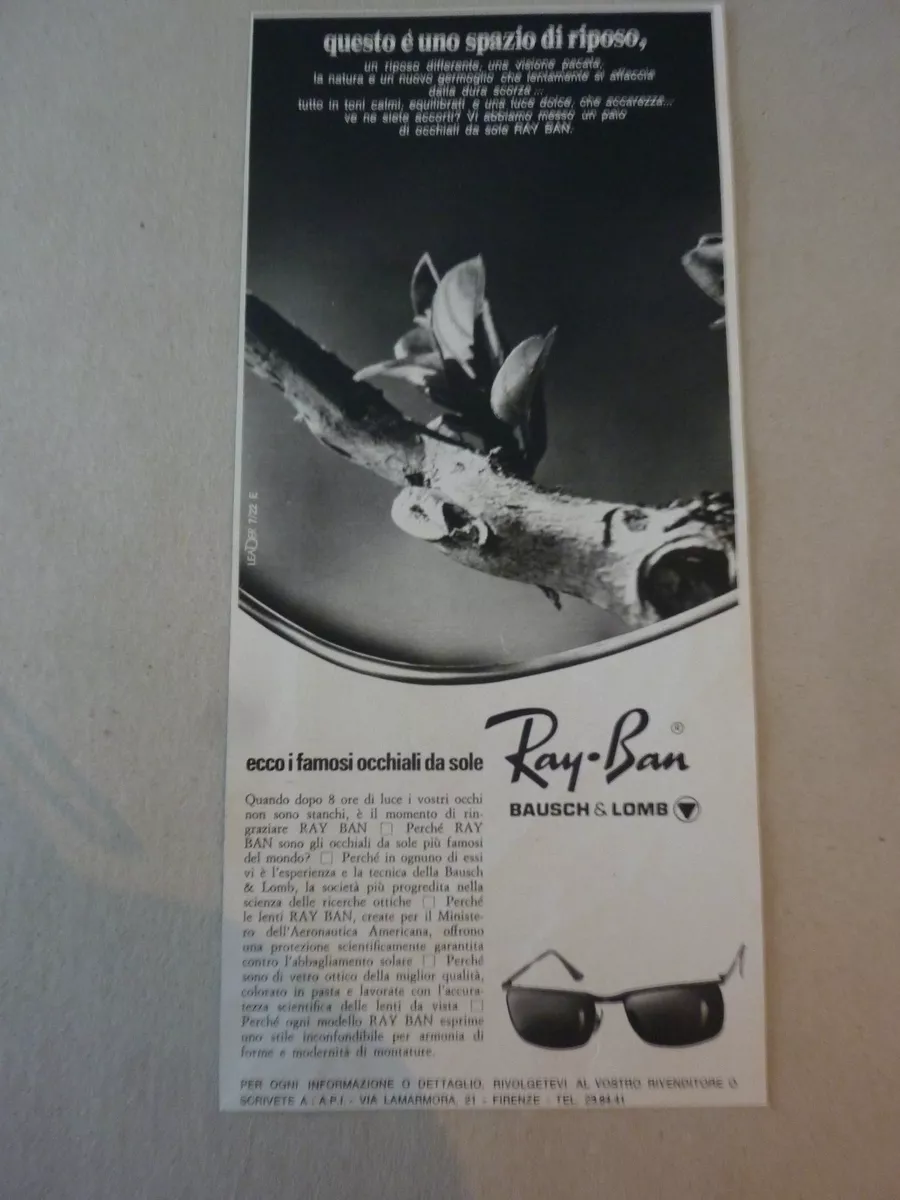 questo è uno spazio di riposo,
un riposo differente, una visione pacata,
la natura e un nuovo germoglio che lentamente si affaccia
dalla dura scorza ...
tutto in toni calmi, equilibrati e una luce dolce, che accarezza...
ve ne siete accorti? Vi abbiamo messo un paio
di occhiali da sole RAY BAN.
LEADER 7/22 E
ecco i famosi occhiali da sole
Ray-Ban ®
BAUSCH & LOMB
Quando dopo 8 ore di luce i vostri occhi
non sono stanchi, è il momento di rin-
graziare RAY BAN □ Perché RAY
BAN sono gli occhiali da sole più famosi
del mondo? □ Perché in ognuno di essi
vi è l'esperienza e la tecnica della Bausch
& Lomb, la società più progredita nella
scienza delle ricerche ottiche □ Perché
le lenti RAY BAN, create per il Ministe-
ro dell'Aeronautica Americana, offrono
una protezione scientificamente garantita
contro l'abbagliamento solare □ Perché
sono di vetro ottico della miglior qualità,
colorato in pasta e lavorate con l'accura-
tezza scientifica delle lenti da vista □
Perché ogni modello RAY BAN esprime
uno stile inconfondibile per armonia di
forme e modernità di montature.
PER OGNI INFORMAZIONE O DETTAGLIO, RIVOLGETEVI AL VOSTRO RIVENDITORE O
SCRIVETE A : A.P.I. - VIA LAMARMORA, 21 - FIRENZE - TEL. 29.84.41